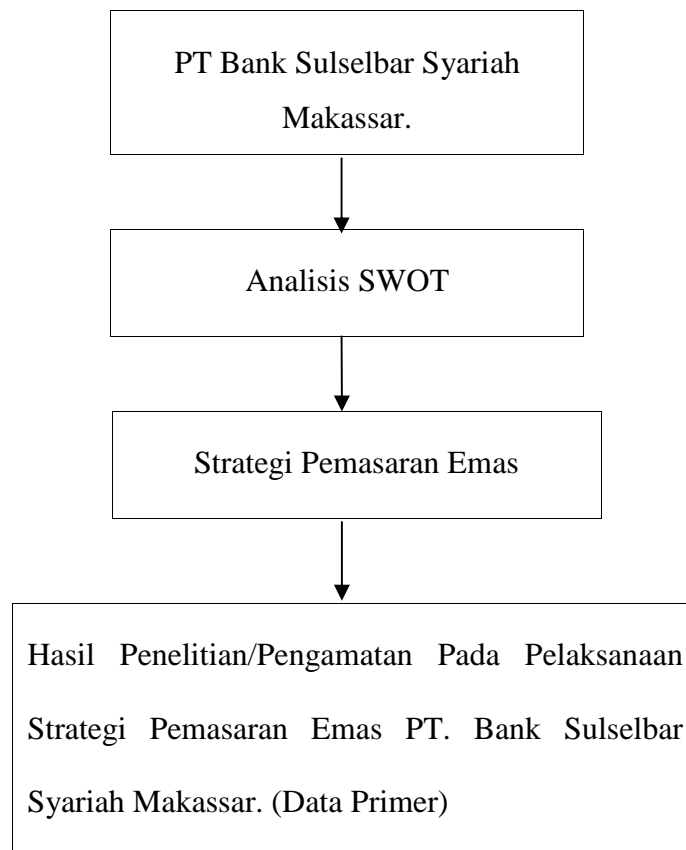 PT Bank Sulselbar Syariah
Makassar.
Analisis SWOT
Strategi Pemasaran Emas
Hasil Penelitian/Pengamatan Pada Pelaksanaan
Strategi Pemasaran Emas PT. Bank Sulselbar
Syariah Makassar. (Data Primer)